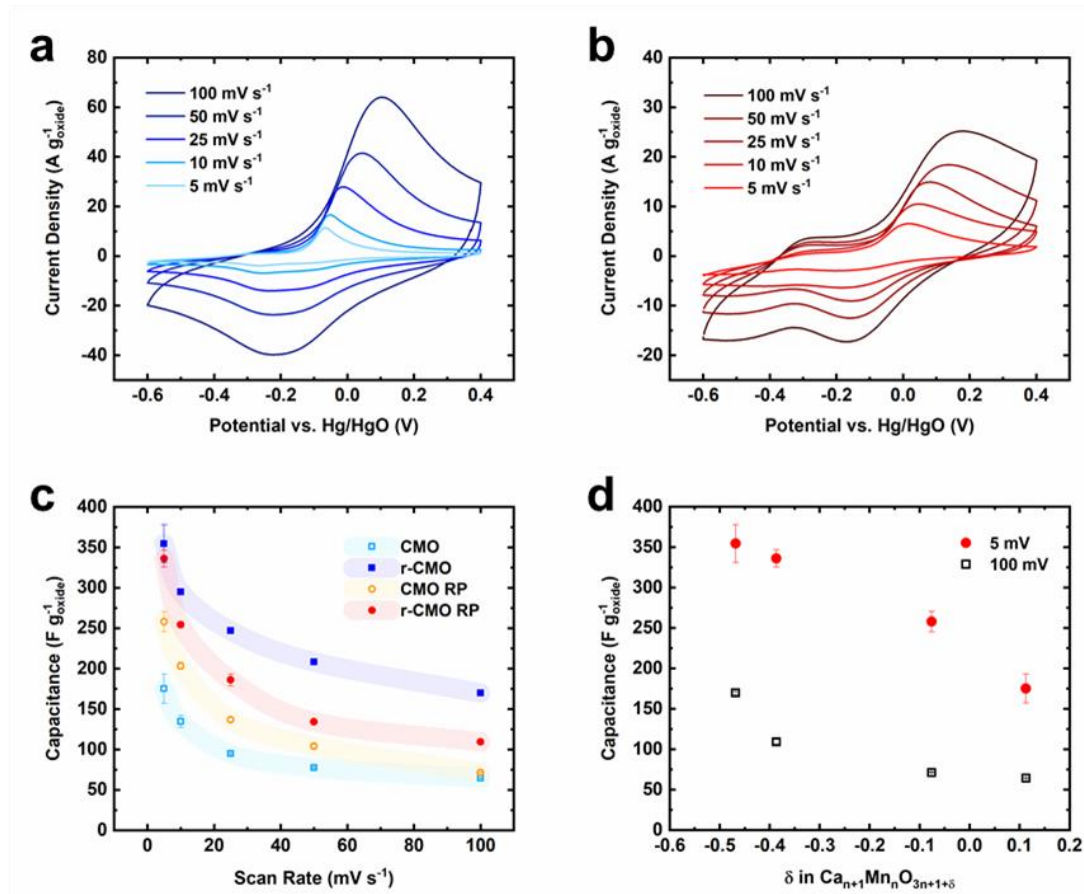 a
80
60
40
20
0
-20
-40
-0.6 -0.4 -0.2 0.0 0.2 0.4
Current Density (A g⁻¹oxide)
Potential vs. Hg/HgO (V)
100 mV s⁻¹
50 mV s⁻¹
25 mV s⁻¹
10 mV s⁻¹
5 mV s⁻¹
b
40
30
20
10
0
-10
-20
-0.6 -0.4 -0.2 0.0 0.2 0.4
Current Density (A g⁻¹oxide)
Potential vs. Hg/HgO (V)
100 mV s⁻¹
50 mV s⁻¹
25 mV s⁻¹
10 mV s⁻¹
5 mV s⁻¹
c
400
350
300
250
200
150
100
50
0
0 20 40 60 80 100
Capacitance (F g⁻¹oxide)
Scan Rate (mV s⁻¹)
CMO
r-CMO
CMO RP
r-CMO RP
d
400
350
300
250
200
150
100
50
0
-0.6 -0.5 -0.4 -0.3 -0.2 -0.1 0.0 0.1 0.2
Capacitance (F g⁻¹oxide)
δ in Caₙ₊₁MnₙO₃ₙ₊₁₊δ
5 mV
100 mV